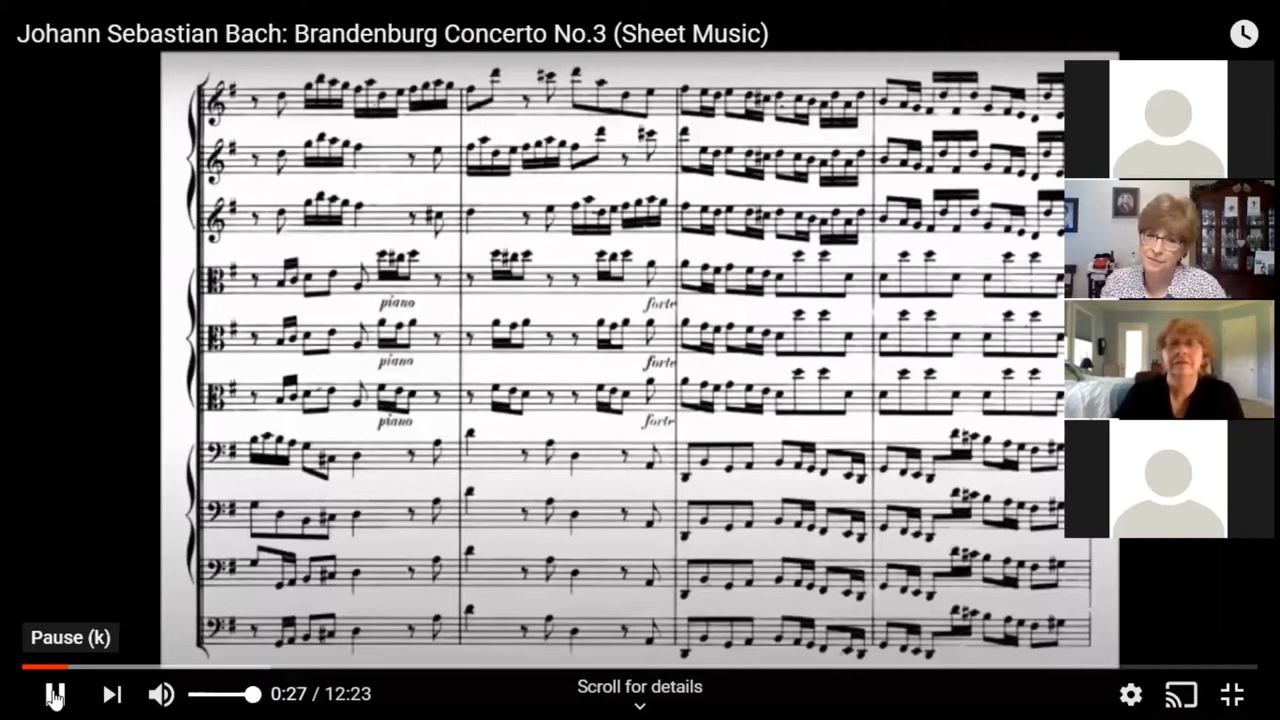 Johann Sebastian Bach: Brandenburg Concerto No.3 (Sheet Music)
piano
forte
piano
forte
piano
forte
Pause (k)
0:27 / 12:23
Scroll for details